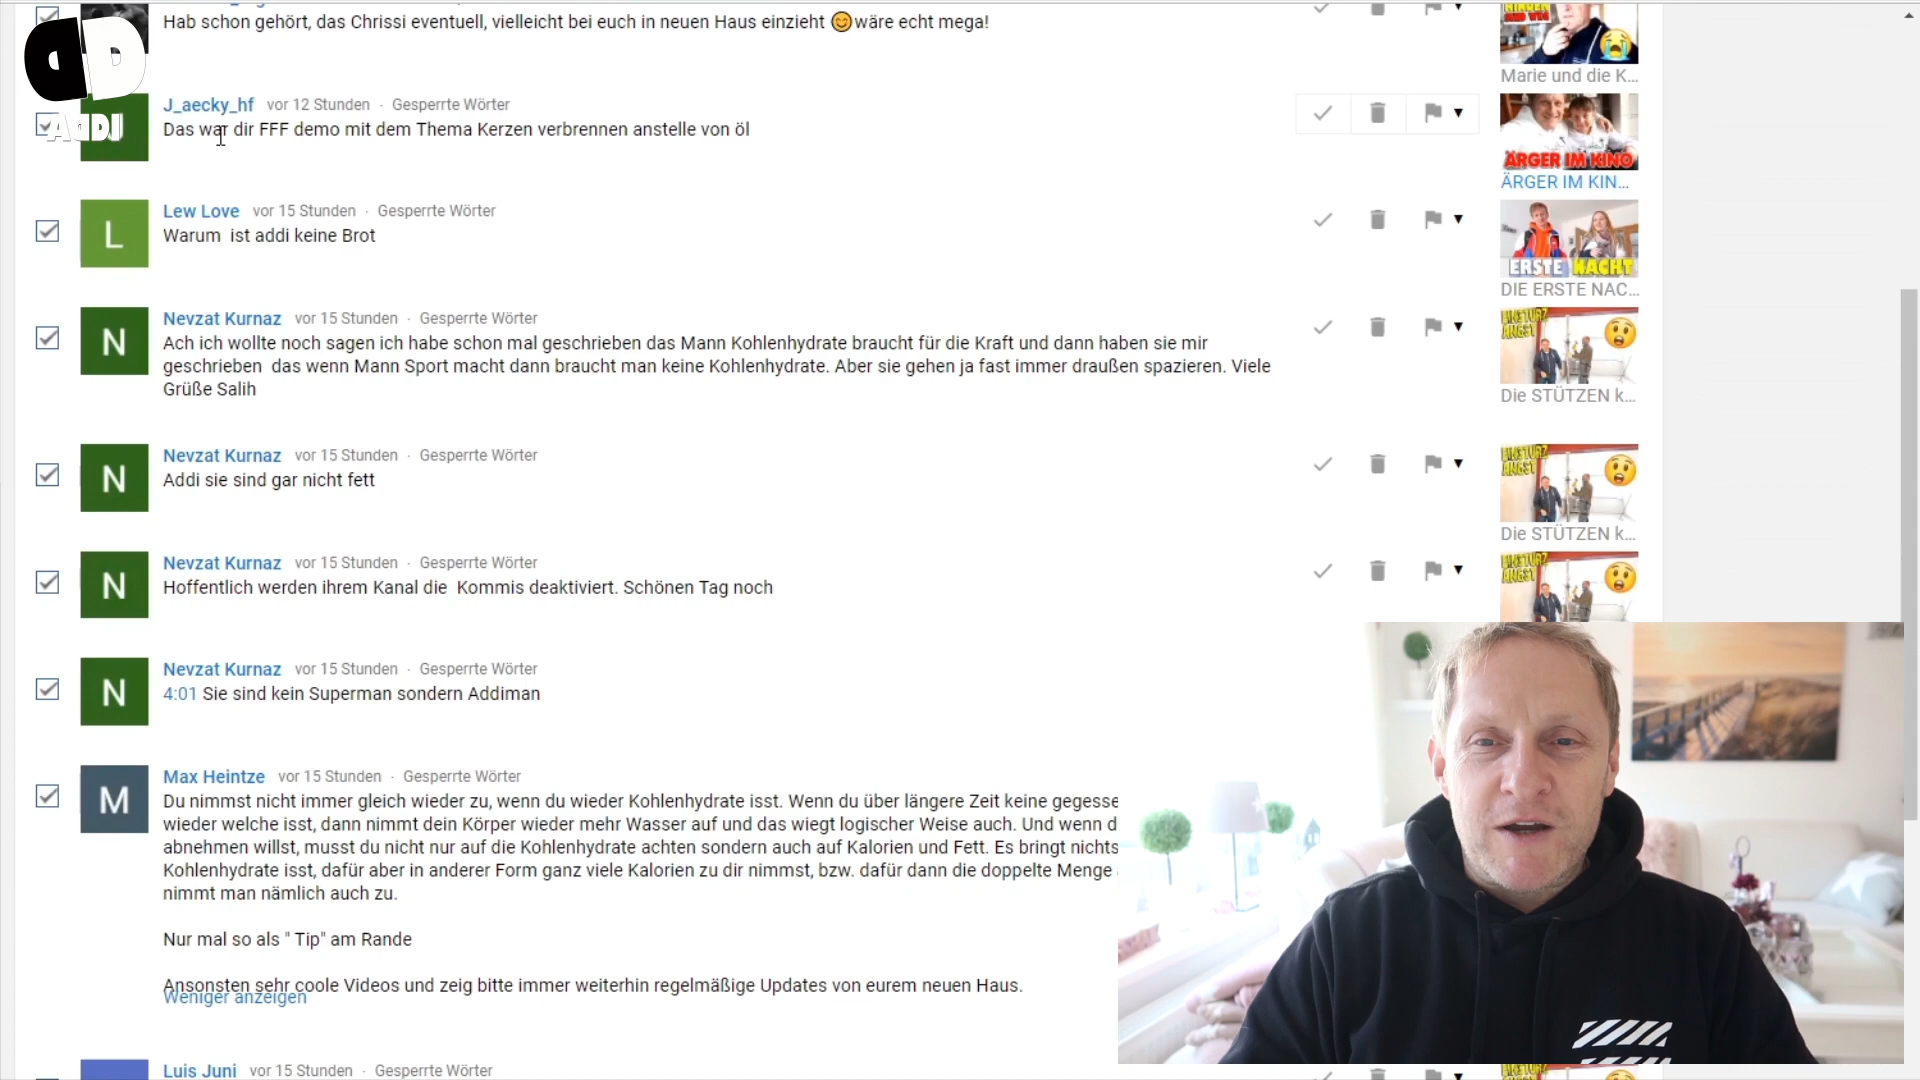 Hab schon gehört, das Chrissi eventuell, vielleicht bei euch in neuen Haus einzieht 😊wäre echt mega!
Marie und die K...
ADDJ
J_aecky_hf vor 12 Stunden · Gesperrte Wörter
Das war dir FFF demo mit dem Thema Kerzen verbrennen anstelle von öl
ÄRGER IM KINO
ÄRGER IM KIN...
L
Lew Love vor 15 Stunden · Gesperrte Wörter
Warum ist addi keine Brot
ERSTE NACHT
DIE ERSTE NAC...
N
Nevzat Kurnaz vor 15 Stunden · Gesperrte Wörter
Ach ich wollte noch sagen ich habe schon mal geschrieben das Mann Kohlenhydrate braucht für die Kraft und dann haben sie mir
geschrieben das wenn Mann Sport macht dann braucht man keine Kohlenhydrate. Aber sie gehen ja fast immer draußen spazieren. Viele
Grüße Salih
EINSTURZ
ANGST
Die STÜTZEN k...
N
Nevzat Kurnaz vor 15 Stunden · Gesperrte Wörter
Addi sie sind gar nicht fett
EINSTURZ
ANGST
Die STÜTZEN k...
N
Nevzat Kurnaz vor 15 Stunden · Gesperrte Wörter
Hoffentlich werden ihrem Kanal die Kommis deaktiviert. Schönen Tag noch
EINSTURZ
ANGST
N
Nevzat Kurnaz vor 15 Stunden · Gesperrte Wörter
4:01 Sie sind kein Superman sondern Addiman
M
Max Heintze vor 15 Stunden · Gesperrte Wörter
Du nimmst nicht immer gleich wieder zu, wenn du wieder Kohlenhydrate isst. Wenn du über längere Zeit keine gegesse
wieder welche isst, dann nimmt dein Körper wieder mehr Wasser auf und das wiegt logischer Weise auch. Und wenn d
abnehmen willst, musst du nicht nur auf die Kohlenhydrate achten sondern auch auf Kalorien und Fett. Es bringt nichts
Kohlenhydrate isst, dafür aber in anderer Form ganz viele Kalorien zu dir nimmst, bzw. dafür dann die doppelte Menge
nimmt man nämlich auch zu.
Nur mal so als " Tip" am Rande
Ansonsten sehr coole Videos und zeig bitte immer weiterhin regelmäßige Updates von eurem neuen Haus.
Weniger anzeigen
Luis Juni vor 15 Stunden · Gesperrte Wörter